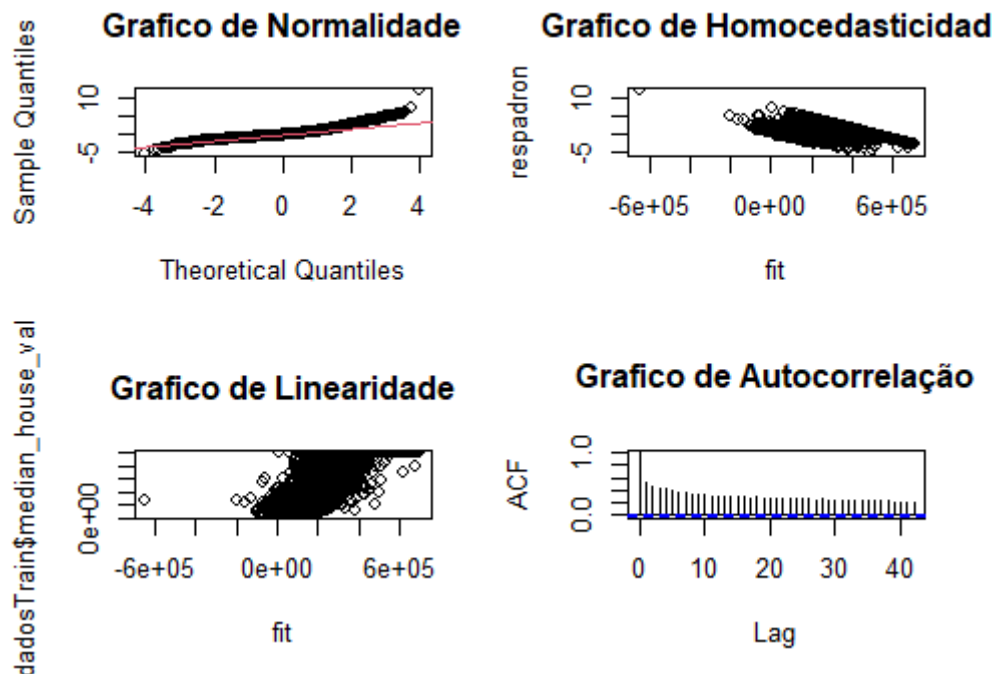 Grafico de Normalidade
Sample Quantiles
10
-5
-4 -2 0 2 4
Theoretical Quantiles
Grafico de Homocedasticidad
respadron
10
-5
-6e+05 0e+00 6e+05
fit
Grafico de Linearidade
dadosTrain$median_house_val
0e+00
-6e+05 0e+00 6e+05
fit
Grafico de Autocorrelação
ACF
1.0
0.0
0 10 20 30 40
Lag